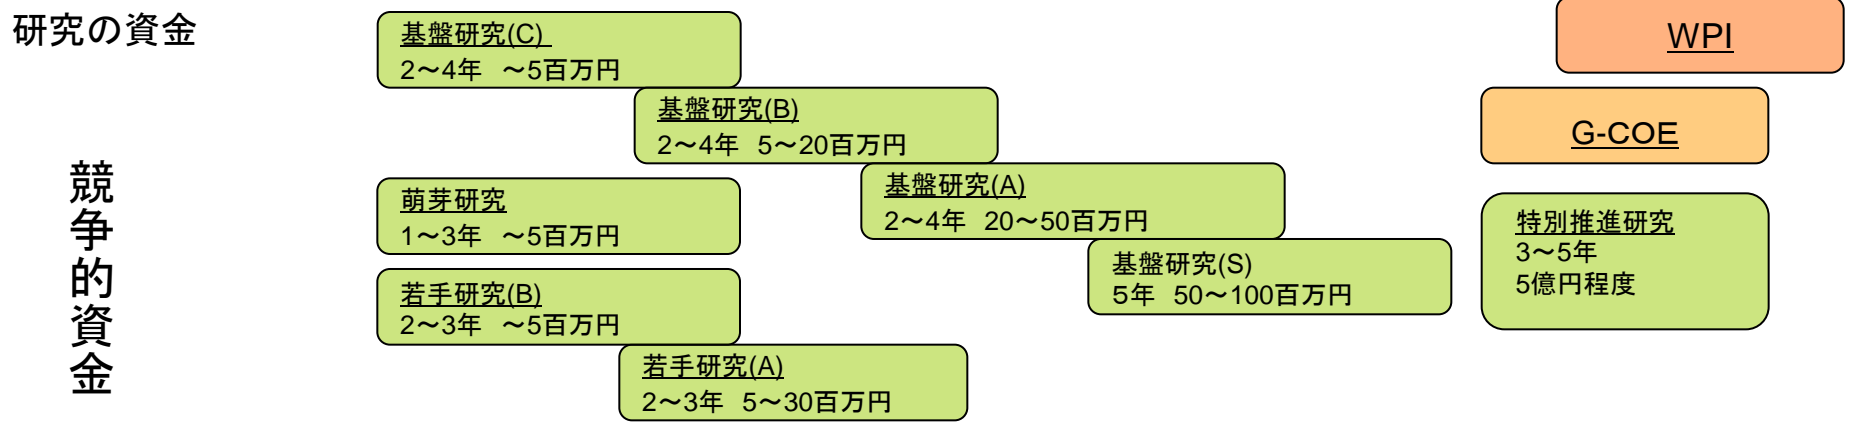 研究の資金
競争的資金
基盤研究(C)
2～4年　～5百万円
基盤研究(B)
2～4年　5～20百万円
基盤研究(A)
2～4年　20～50百万円
基盤研究(S)
5年　50～100百万円
萌芽研究
1～3年　～5百万円
若手研究(B)
2～3年　～5百万円
若手研究(A)
2～3年　5～30百万円
WPI
G-COE
特別推進研究
3～5年
5億円程度